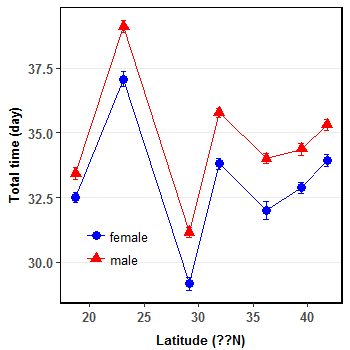 Total time (day)
37.5
35.0
32.5
30.0
female
male
20 25 30 35 40
Latitude (??N)